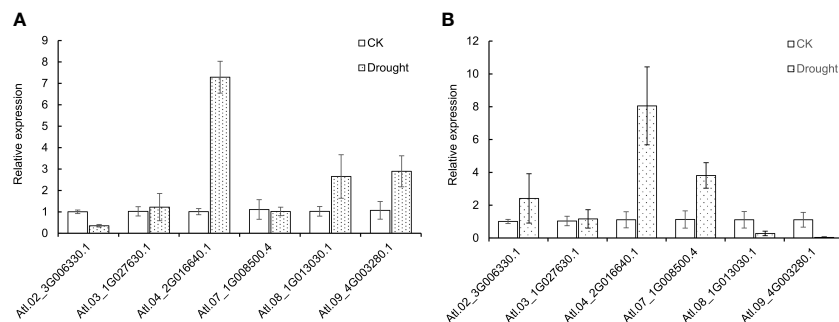 A
9
8
7
6
5
4
3
2
1
0
Relative expression
CK
Drought
Atl.02_3G006330.1
Atl.03_1G027630.1
Atl.04_2G016640.1
Atl.07_1G008500.4
Atl.08_1G013030.1
Atl.09_4G003280.1
B
12
10
8
6
4
2
0
Relative expression
CK
Drought
Atl.02_3G006330.1
Atl.03_1G027630.1
Atl.04_2G016640.1
Atl.07_1G008500.4
Atl.08_1G013030.1
Atl.09_4G003280.1